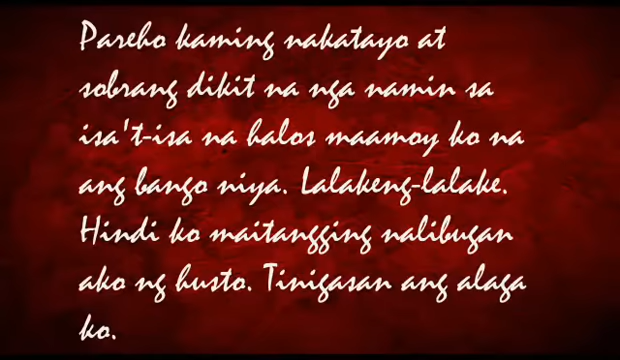 Pareho kaming nakatayo at
sobrang dikit na nga namin sa
isa't-isa na halos maamoy ko na
ang bango niya. Lalakeng-lalake.
Hindi ko maitangging nalibugan
ako ng husto. Tinigasan ang alaga
ko.